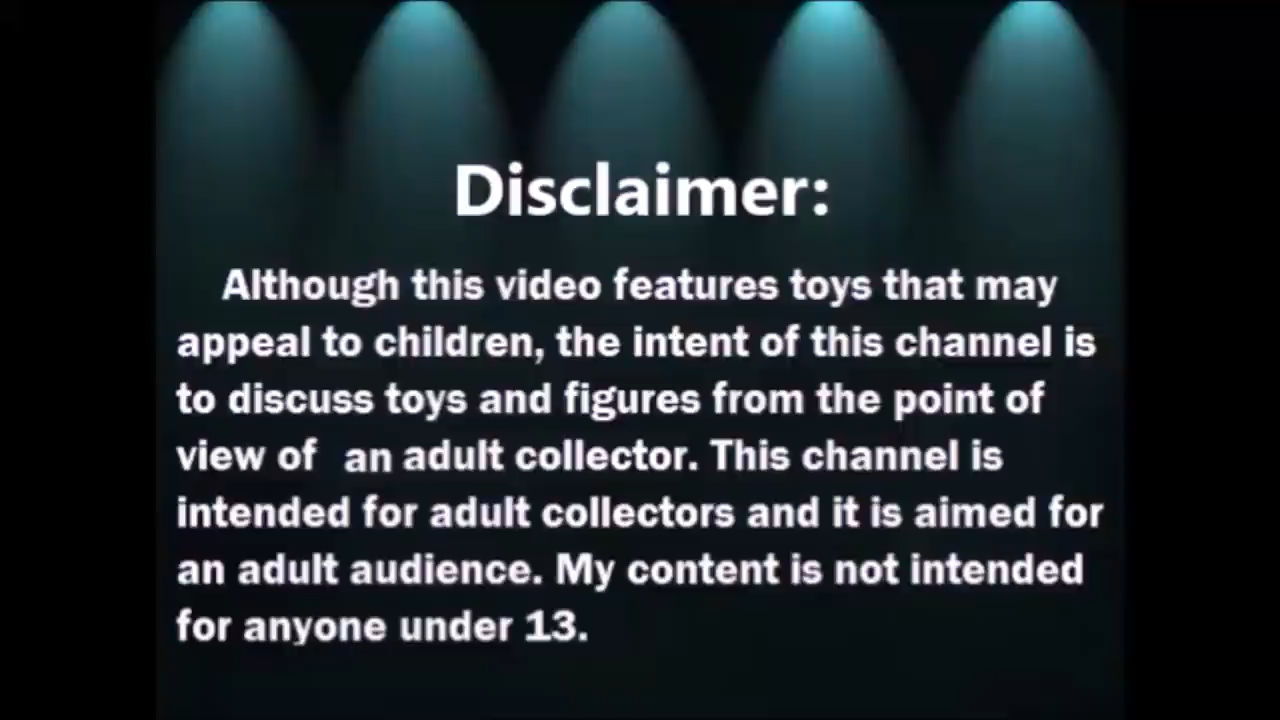 Disclaimer:
Although this video features toys that may
appeal to children, the intent of this channel is
to discuss toys and figures from the point of
view of an adult collector. This channel is
intended for adult collectors and it is aimed for
an adult audience. My content is not intended
for anyone under 13.